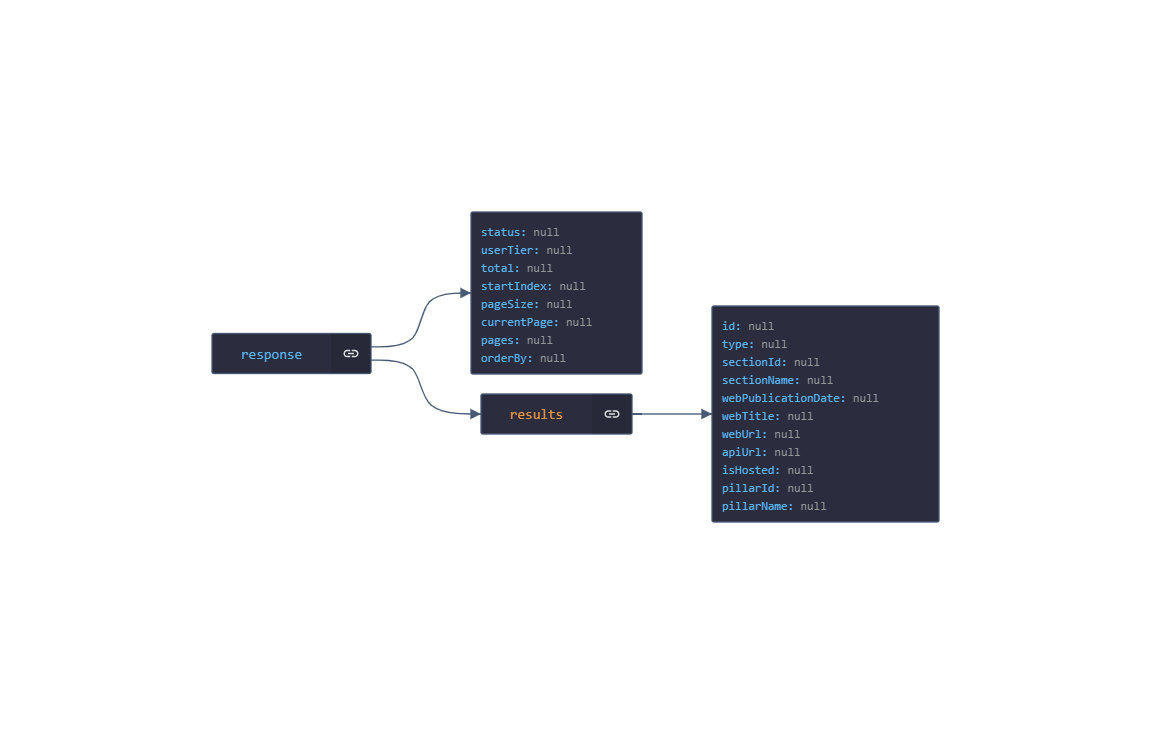 response
status: null
userTier: null
total: null
startIndex: null
pageSize: null
currentPage: null
pages: null
orderBy: null
results
id: null
type: null
sectionId: null
sectionName: null
webPublicationDate: null
webTitle: null
webUrl: null
apiUrl: null
isHosted: null
pillarId: null
pillarName: null